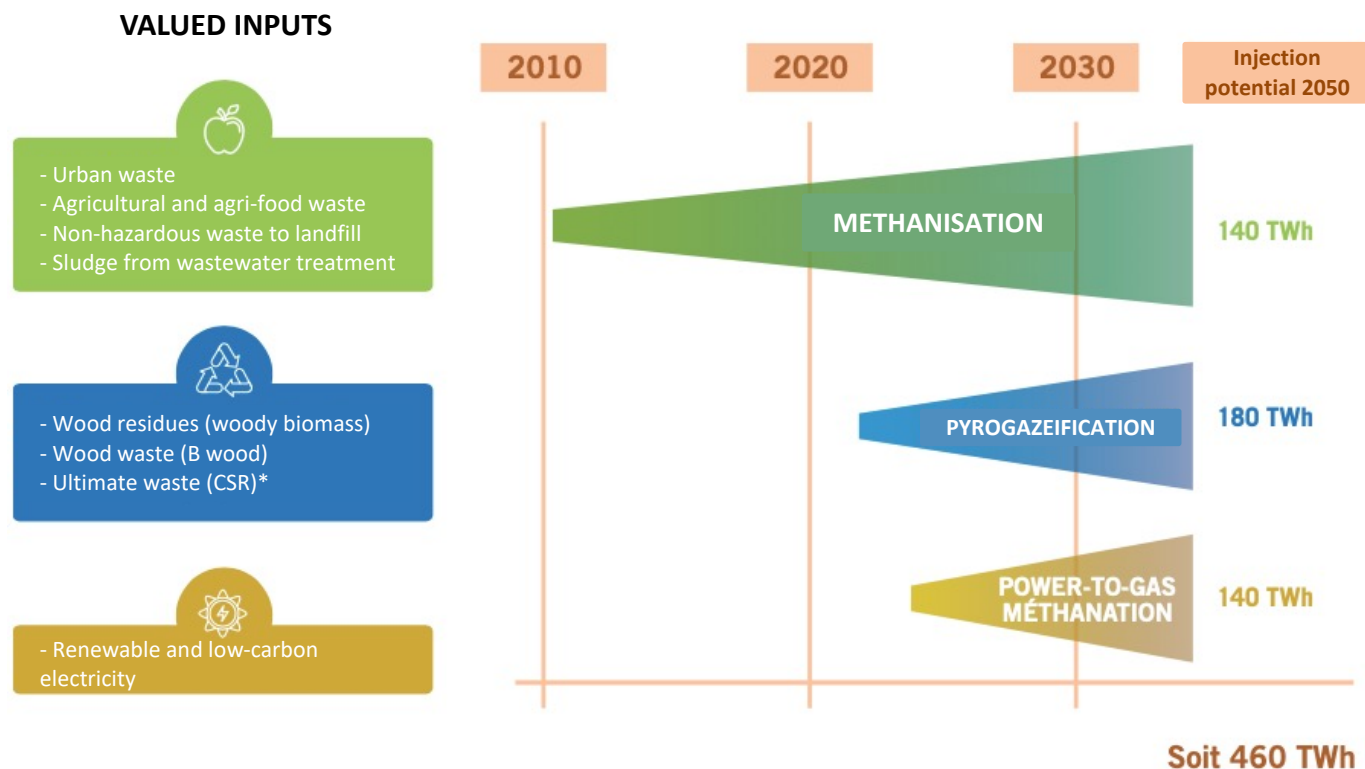 VALUED INPUTS
2010
2020
2030
Injection
potential 2050
- Urban waste
- Agricultural and agri-food waste
- Non-hazardous waste to landfill
- Sludge from wastewater treatment
METHANISATION
140 TWh
- Wood residues (woody biomass)
- Wood waste (B wood)
- Ultimate waste (CSR)*
PYROGAZEIFICATION
180 TWh
- Renewable and low-carbon
electricity
POWER-TO-GAS
MÉTHANATION
140 TWh
Soit 460 TWh